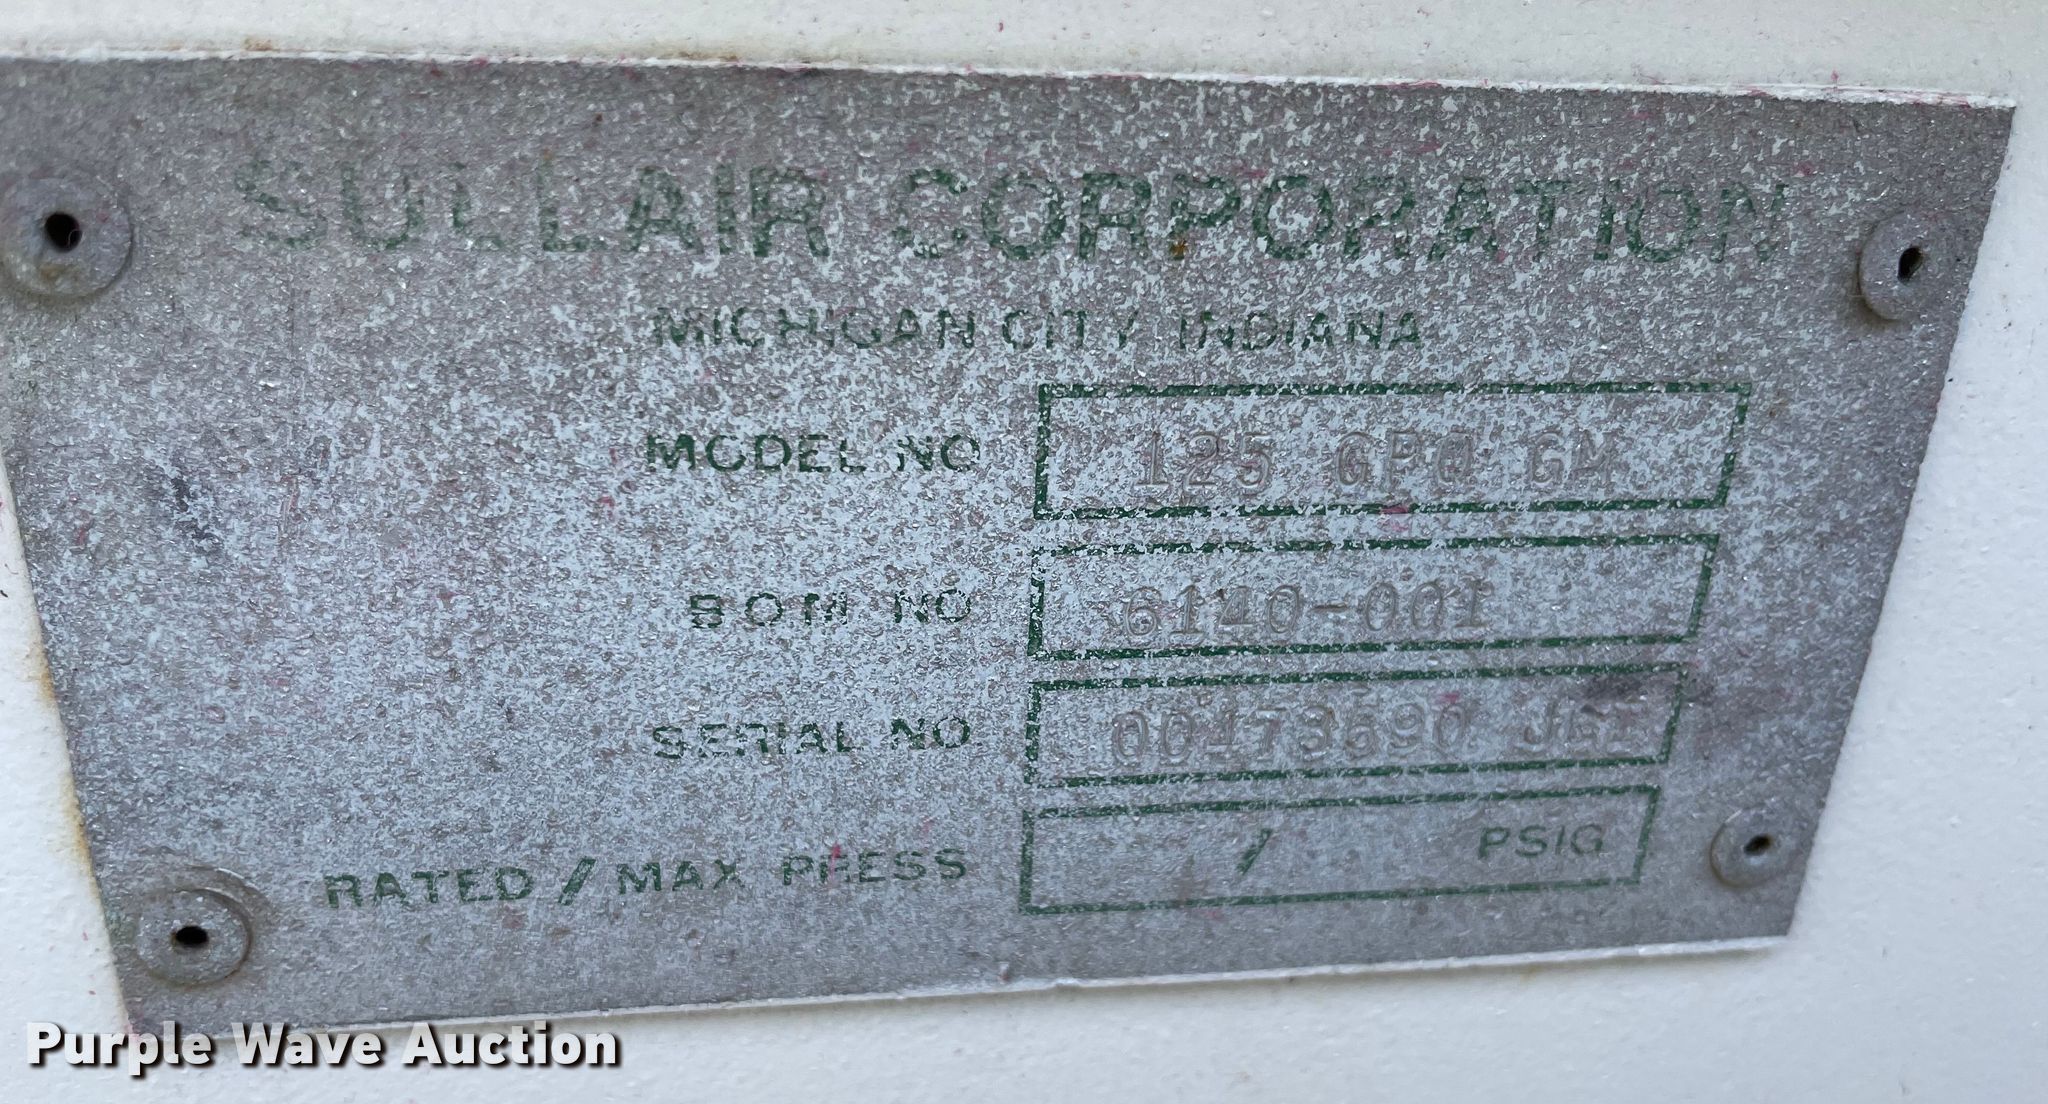 SULLAIR CORPORATION
MICHIGAN CITY INDIANA
MODEL NO 125 GPQ GM
BOM NO 6140-001
SERIAL NO.
RATED / MAX PRESS / PSIG
Purple Wave Auction